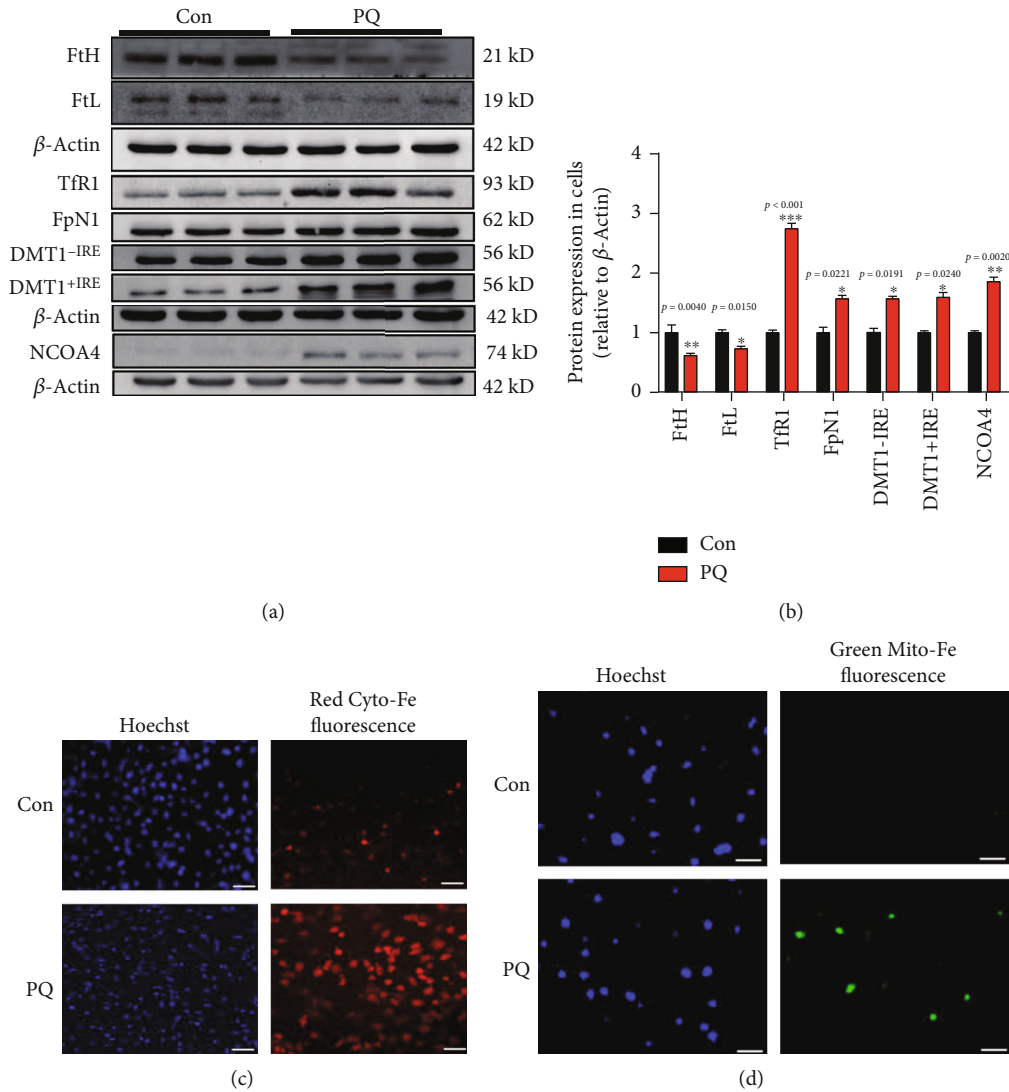 Con PQ
FtH 21 kD
FtL 19 kD
β-Actin 42 kD
TfR1 93 kD
FpN1 62 kD
DMT1−IRE 56 kD
DMT1+IRE 56 kD
β-Actin 42 kD
NCOA4 74 kD
β-Actin 42 kD
(a)
Protein expression in cells
(relative to β-Actin)
4
3
2
1
0
p = 0.0040
**
p = 0.0150
*
p < 0.001
***
p = 0.0221
*
p = 0.0191
*
p = 0.0240
*
p = 0.0020
**
FtH
FtL
TfR1
FpN1
DMT1-IRE
DMT1+IRE
NCOA4
Con
PQ
(b)
Hoechst
Red Cyto-Fe
fluorescence
Con
PQ
(c)
Hoechst
Green Mito-Fe
fluorescence
Con
PQ
(d)